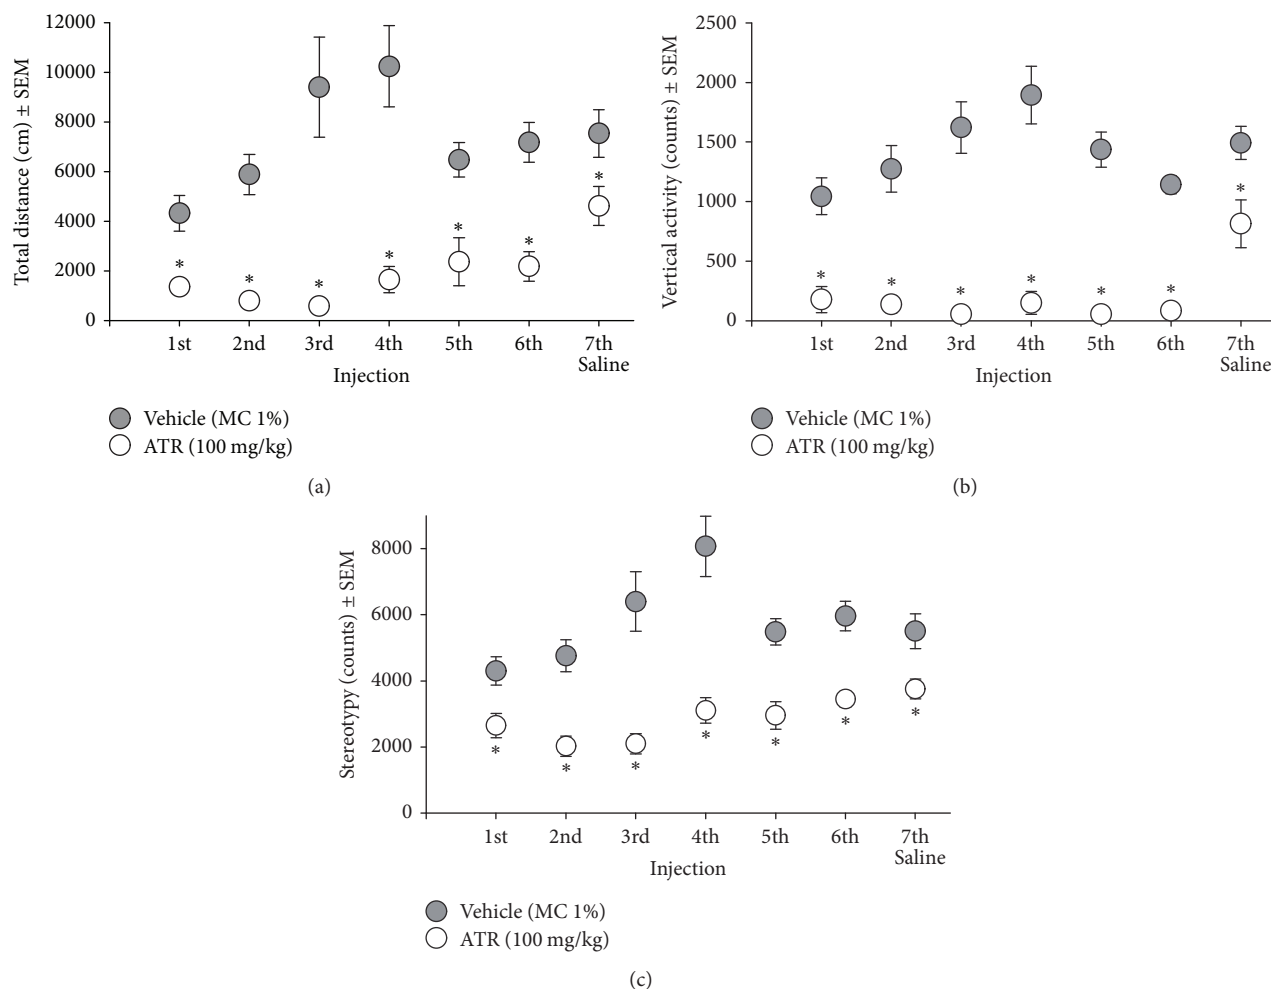 Total distance (cm) ± SEM
12000
10000
8000
6000
4000
2000
0
*
*
*
*
*
*
*
1st 2nd 3rd 4th 5th 6th 7th
Saline
Injection
Vehicle (MC 1%)
ATR (100 mg/kg)
(a)
Vertical activity (counts) ± SEM
2500
2000
1500
1000
500
0
*
*
*
*
*
*
*
1st 2nd 3rd 4th 5th 6th 7th
Saline
Injection
Vehicle (MC 1%)
ATR (100 mg/kg)
(b)
Stereotypy (counts) ± SEM
8000
6000
4000
2000
0
*
*
*
*
*
*
*
1st 2nd 3rd 4th 5th 6th 7th
Saline
Injection
Vehicle (MC 1%)
ATR (100 mg/kg)
(c)